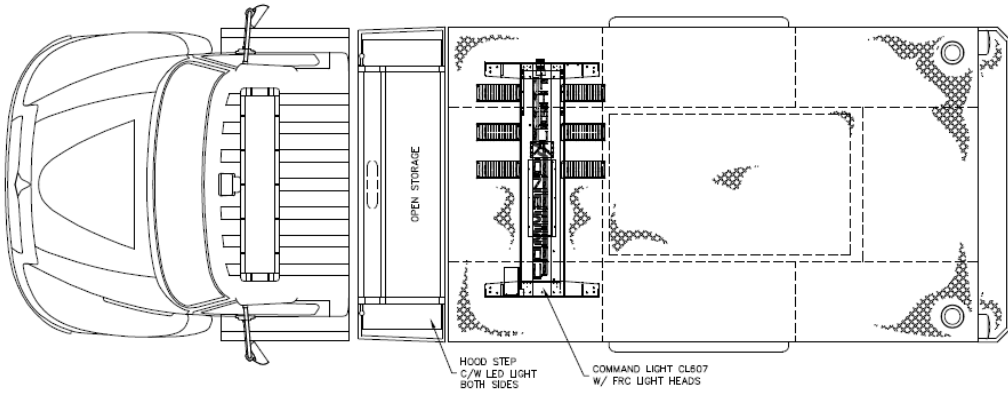 OPEN STORAGE
HOOD STEP
C/W LED LIGHT
BOTH SIDES
COMMAND LIGHT CL607
W/ FRC LIGHT HEADS